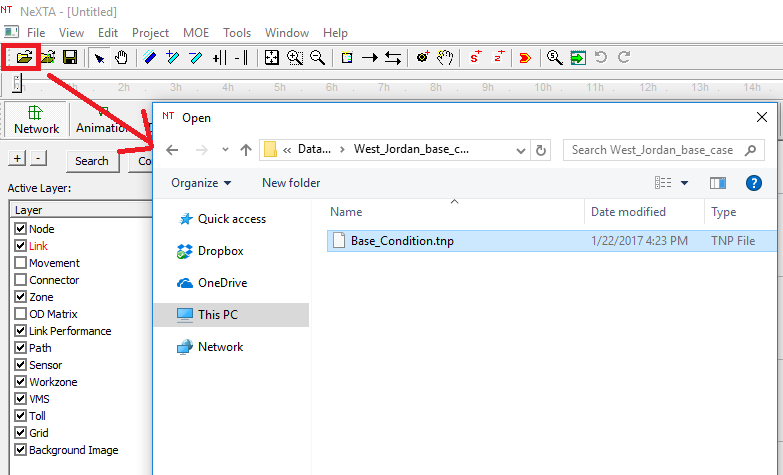 NT NeXTA - [Untitled]
File View Edit Project MOE Tools Window Help
S+ Z+
1h 2h 3h 4h 5h 6h 7h 8h 9h 10h 11h 12h 13h 14h
Network Animation
+ - Search Co
Active Layer:
Layer
Node
Link
Movement
Connector
Zone
OD Matrix
Link Performance
Path
Sensor
Workzone
VMS
Toll
Grid
Background Image
NT Open
« Data... > West_Jordan_base_c...
Search West_Jordan_base_case
Organize New folder ?
Quick access
Dropbox
OneDrive
This PC
Network
Name Date modified Type
Base_Condition.tnp 1/22/2017 4:23 PM TNP File